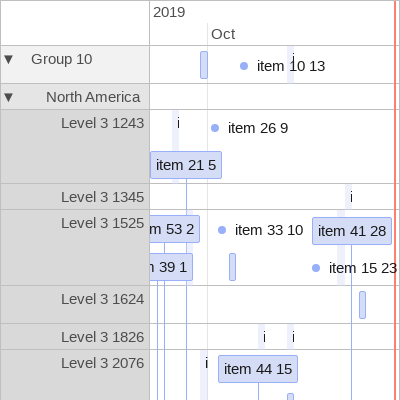 2019
Oct
▼ Group 10
i
item 10 13
▼ North America
Level 3 1243
i
item 26 9
item 21 5
Level 3 1345
i
Level 3 1525
m 53 2
item 33 10
item 41 28
n 39 1
item 15 23
Level 3 1624
Level 3 1826
i
i
Level 3 2076
i
item 44 15